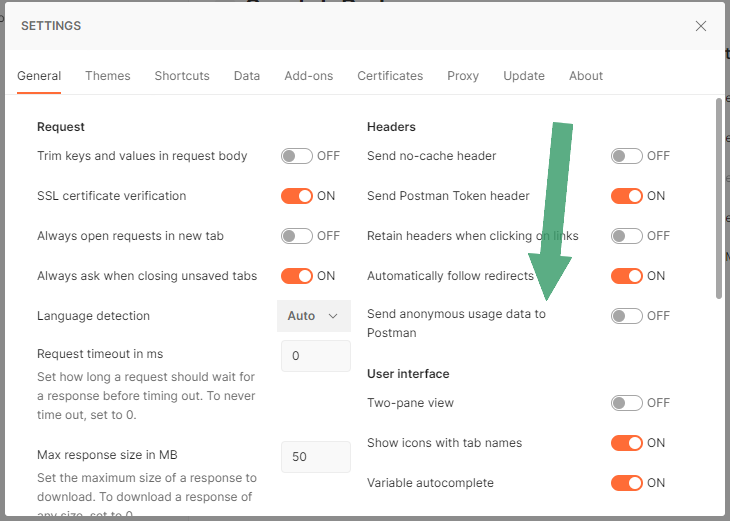 SETTINGS
General Themes Shortcuts Data Add-ons Certificates Proxy Update About
Request
Trim keys and values in request body OFF
SSL certificate verification ON
Always open requests in new tab OFF
Always ask when closing unsaved tabs ON
Language detection Auto
Request timeout in ms 0
Set how long a request should wait for
a response before timing out. To never
time out, set to 0.
Max response size in MB 50
Set the maximum size of a response to
download. To download a response of
any size, set to 0.
Headers
Send no-cache header OFF
Send Postman Token header ON
Retain headers when clicking on links OFF
Automatically follow redirects ON
Send anonymous usage data to OFF
Postman
User interface
Two-pane view OFF
Show icons with tab names ON
Variable autocomplete ON